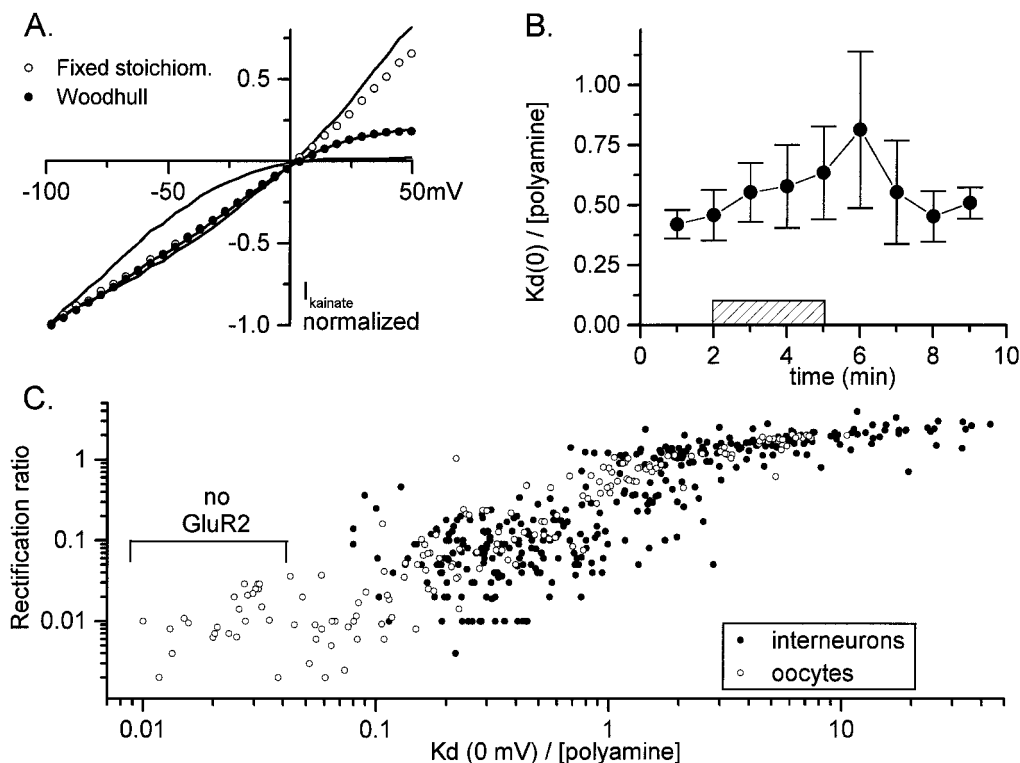 A.
Fixed stoichiom.
Woodhull
0.5
-100
-50
50mV
-0.5
-1.0
I kainate
normalized
B.
Kd(0) / [polyamine]
1.00
0.75
0.50
0.25
0.00
0
2
4
6
8
10
time (min)
C.
Rectification ratio
1
0.1
0.01
no
GluR2
interneurons
oocytes
0.01
0.1
1
10
Kd (0 mV) / [polyamine]